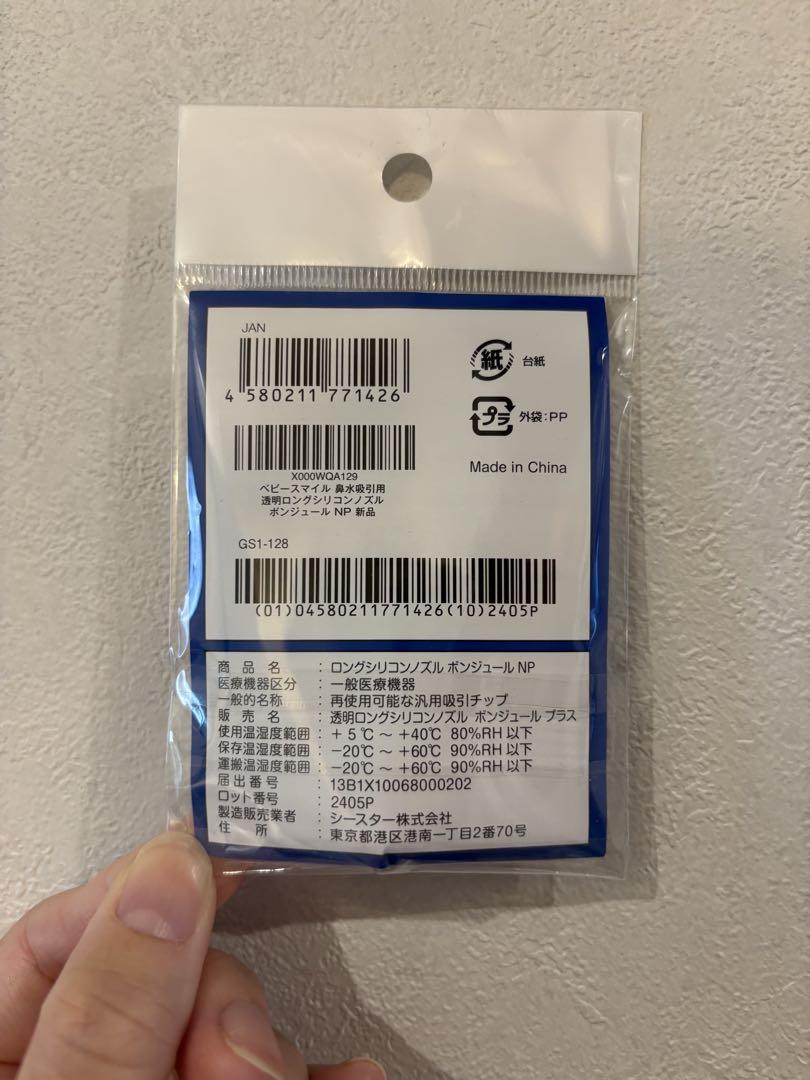 JAN
4 580211 771426
紙 台紙
プラ 外袋:PP
Made in China
X000WQA129
ベビースマイル 鼻水吸引用
透明ロングシリコンノズル
ボンジュール NP 新品
GS1-128
(01)04580211771426(10)2405P
商品名 : ロングシリコンノズル ボンジュール NP
医療機器区分 : 一般医療機器
一般的名称 : 再使用可能な汎用吸引チップ
販売名 : 透明ロングシリコンノズル ボンジュール プラス
使用温湿度範囲 : +5℃~+40℃ 80%RH 以下
保存温湿度範囲 : -20℃~+60℃ 90%RH 以下
運搬温湿度範囲 : -20℃~+60℃ 90%RH 以下
届出番号 : 13B1X10068000202
ロット番号 : 2405P
製造販売業者 : シースター株式会社
住所 : 東京都港区港南一丁目2番70号